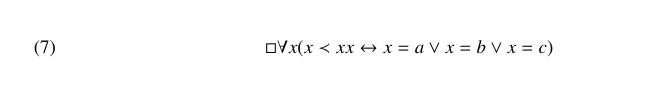 (7) □∀x(x ≺ xx ↔ x = a ∨ x = b ∨ x = c)